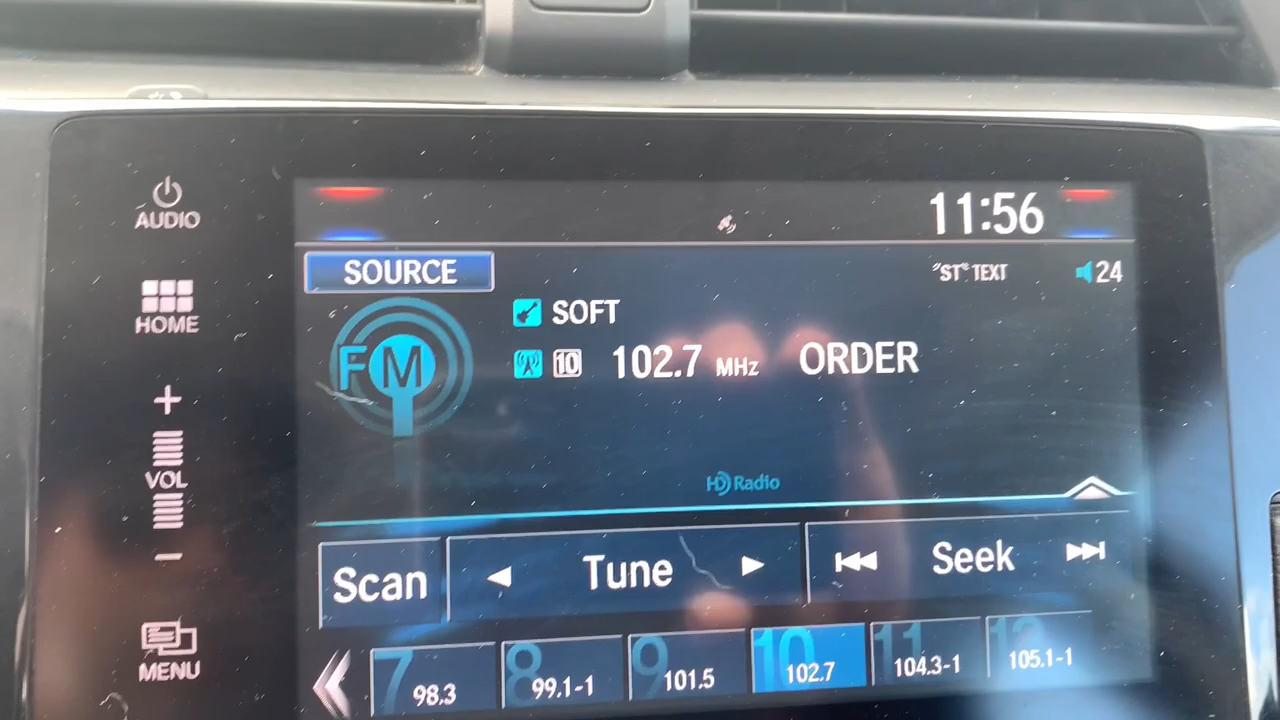 AUDIO
HOME
+
VOL
-
MENU
11:56
SOURCE
"ST" TEXT
24
FM
SOFT
10 102.7 MHz ORDER
HD Radio
Scan
Tune
Seek
7 98.3
8 99.1-1
9 101.5
10 102.7
11 104.3-1
12 105.1-1